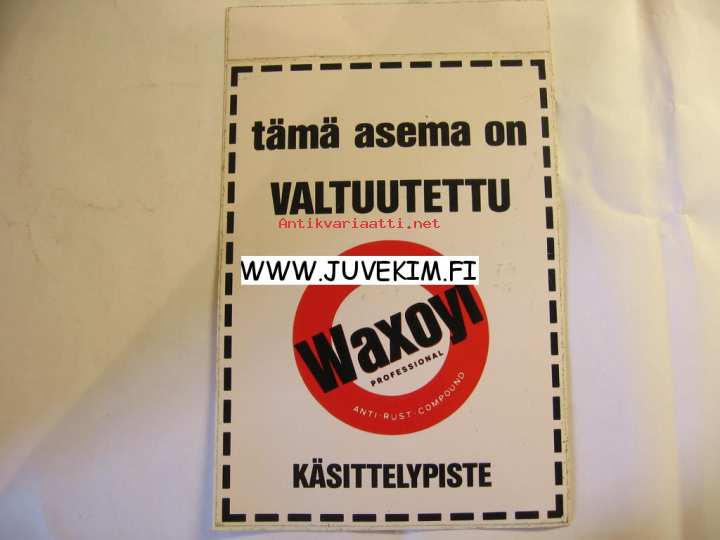 tämä asema on
VALTUUTETTU
Antikvariaatti.net
WWW.JUVEKIM.FI
Waxoyl
PROFESSIONAL
ANTI-RUST-COMPOUND
KÄSITTELYPISTE